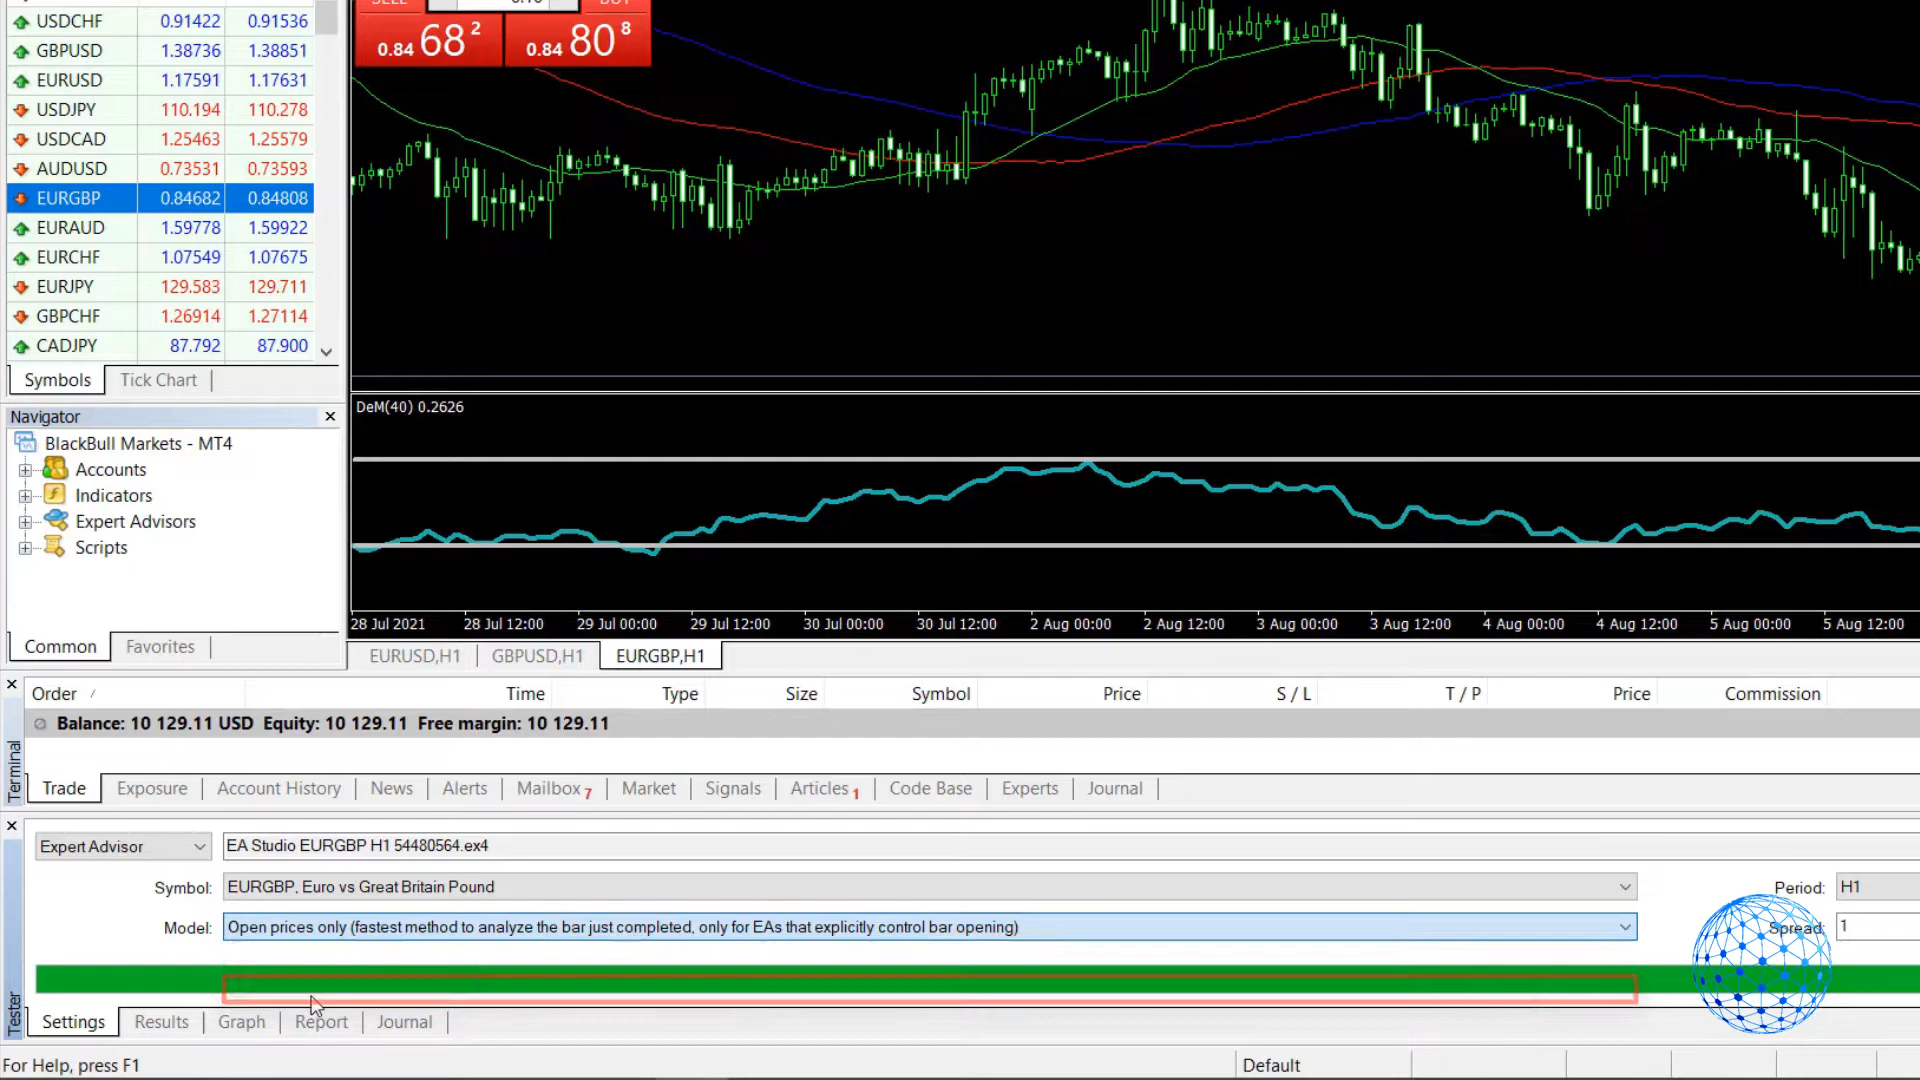 USDCHF 0.91422 0.91536
GBPUSD 1.38736 1.38851
EURUSD 1.17591 1.17631
USDJPY 110.194 110.278
USDCAD 1.25463 1.25579
AUDUSD 0.73531 0.73593
EURGBP 0.84682 0.84808
EURAUD 1.59778 1.59922
EURCHF 1.07549 1.07675
EURJPY 129.583 129.711
GBPCHF 1.26914 1.27114
CADJPY 87.792 87.900
Symbols Tick Chart
Navigator
BlackBull Markets - MT4
Accounts
Indicators
Expert Advisors
Scripts
Common Favorites
0.84 68 2 0.84 80 8
DeM(40) 0.2626
28 Jul 2021 28 Jul 12:00 29 Jul 00:00 29 Jul 12:00 30 Jul 00:00 30 Jul 12:00 2 Aug 00:00 2 Aug 12:00 3 Aug 00:00 3 Aug 12:00 4 Aug 00:00 4 Aug 12:00 5 Aug 00:00 5 Aug 12:00
EURUSD,H1 GBPUSD,H1 EURGBP,H1
Order / Time Type Size Symbol Price S / L T / P Price Commission
Balance: 10 129.11 USD Equity: 10 129.11 Free margin: 10 129.11
Terminal
Trade Exposure Account History News Alerts Mailbox 7 Market Signals Articles 1 Code Base Experts Journal
Expert Advisor EA Studio EURGBP H1 54480564.ex4
Symbol: EURGBP, Euro vs Great Britain Pound Period: H1
Model: Open prices only (fastest method to analyze the bar just completed, only for EAs that explicitly control bar opening) Spread: 1
Tester
Settings Results Graph Report Journal
For Help, press F1 Default